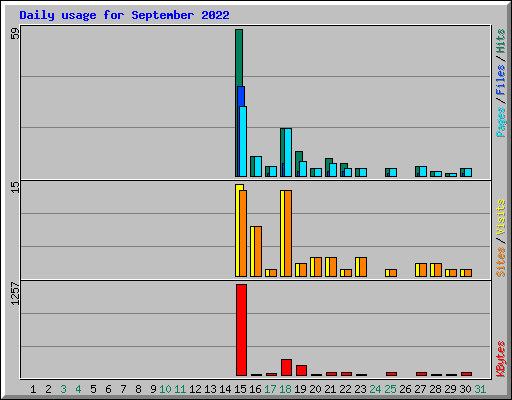 Daily usage for September 2022
59
15
1257
Pages / Files / Hits
Sites / Visits
KBytes
1 2 3 4 5 6 7 8 9 10 11 12 13 14 15 16 17 18 19 20 21 22 23 24 25 26 27 28 29 30 31